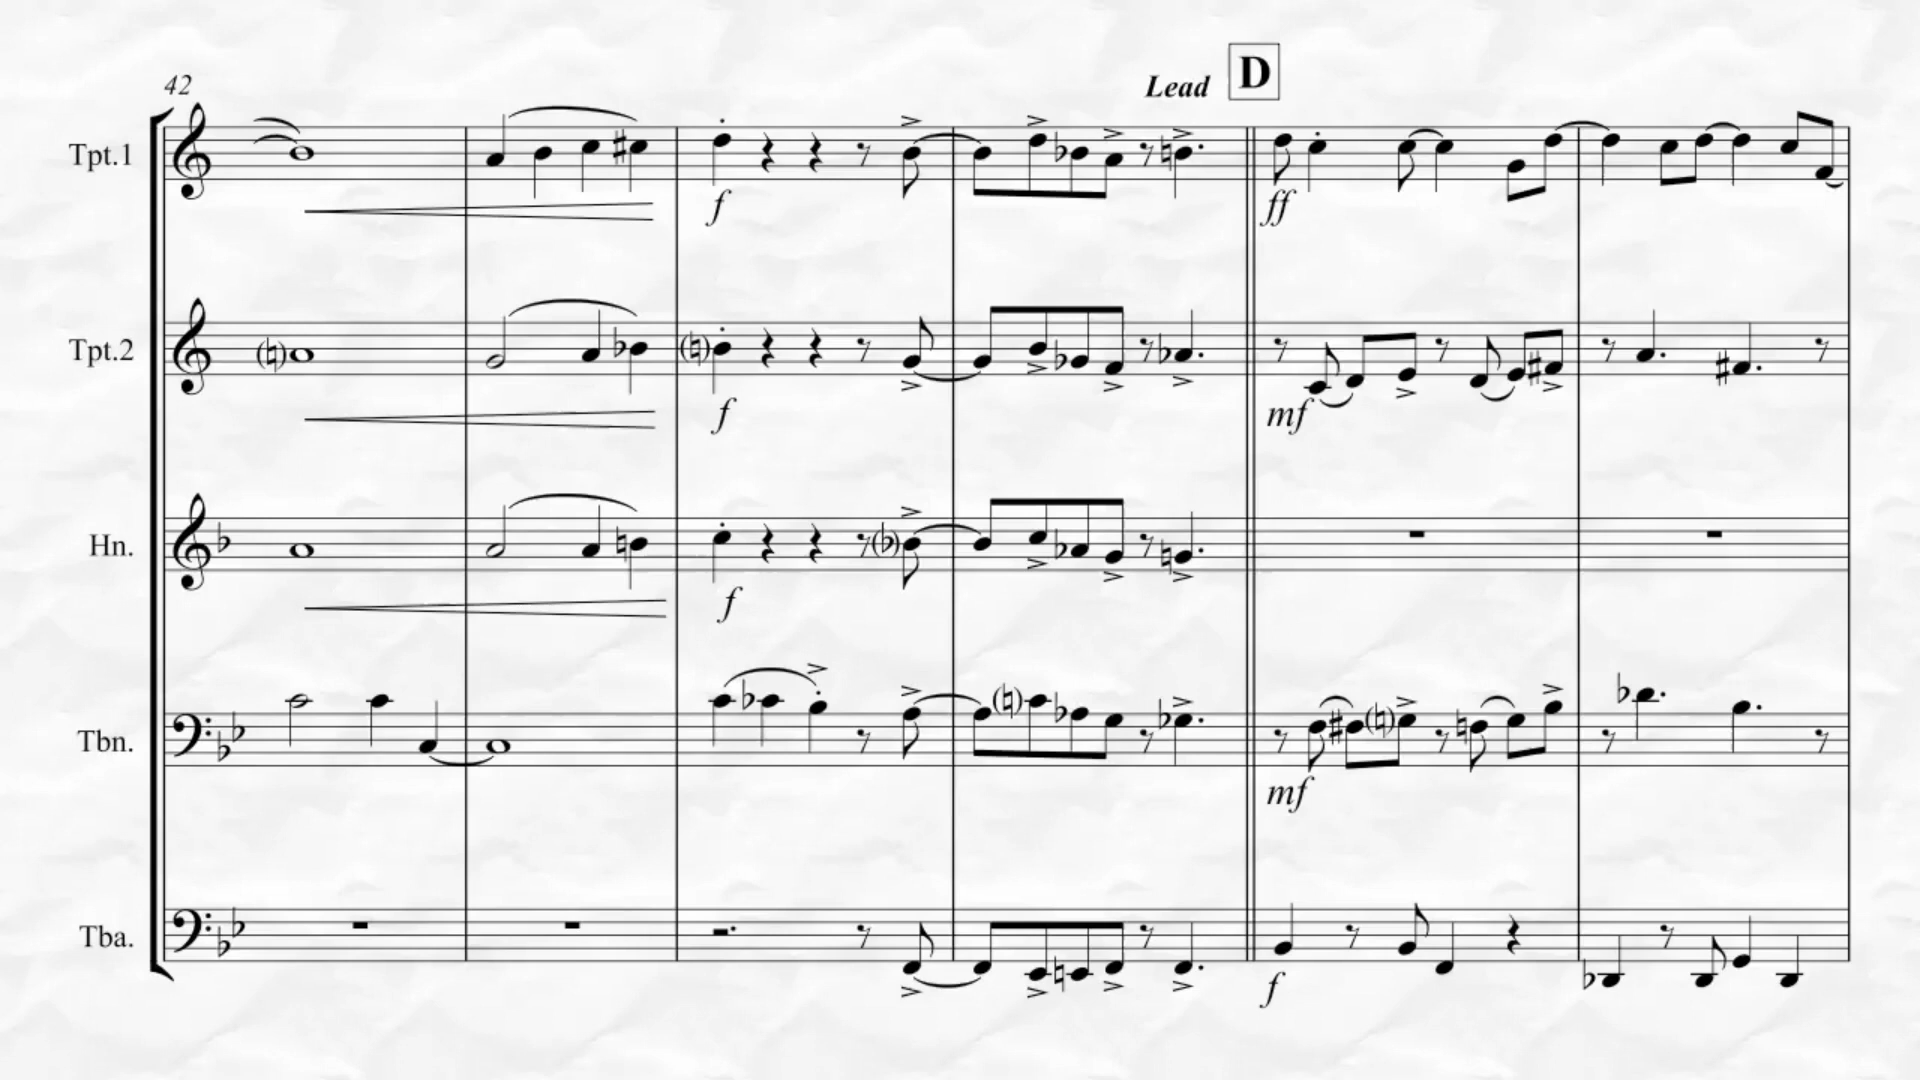 42
Lead D
Tpt.1
f
ff
Tpt.2
f
mf
Hn.
f
Tbn.
mf
Tba.
f